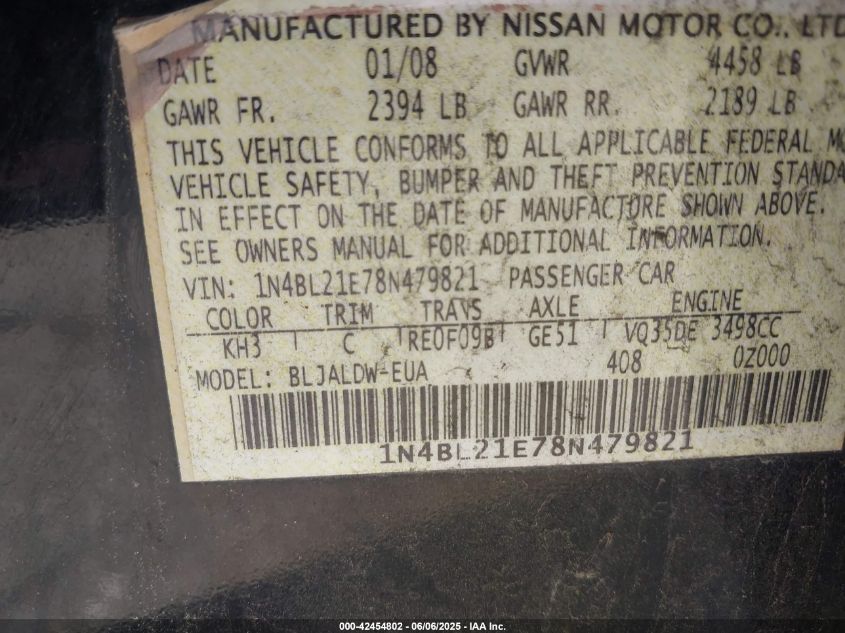 MANUFACTURED BY NISSAN MOTOR CO., LTD
DATE 01/08 GVWR 4458 LB
GAWR FR. 2394 LB GAWR RR. 2189 LB
THIS VEHICLE CONFORMS TO ALL APPLICABLE FEDERAL MO
VEHICLE SAFETY, BUMPER AND THEFT PREVENTION STANDA
IN EFFECT ON THE DATE OF MANUFACTURE SHOWN ABOVE.
SEE OWNERS MANUAL FOR ADDITIONAL INFORMATION.
VIN: 1N4BL21E78N479821 PASSENGER CAR
COLOR TRIM TRANS AXLE ENGINE
KH3 C RE0F09B GE51 VQ35DE 3498CC
MODEL: BLJALDW-EUA 408 0Z000
1N4BL21E78N479821
000-42454802 - 06/06/2025 - IAA Inc.